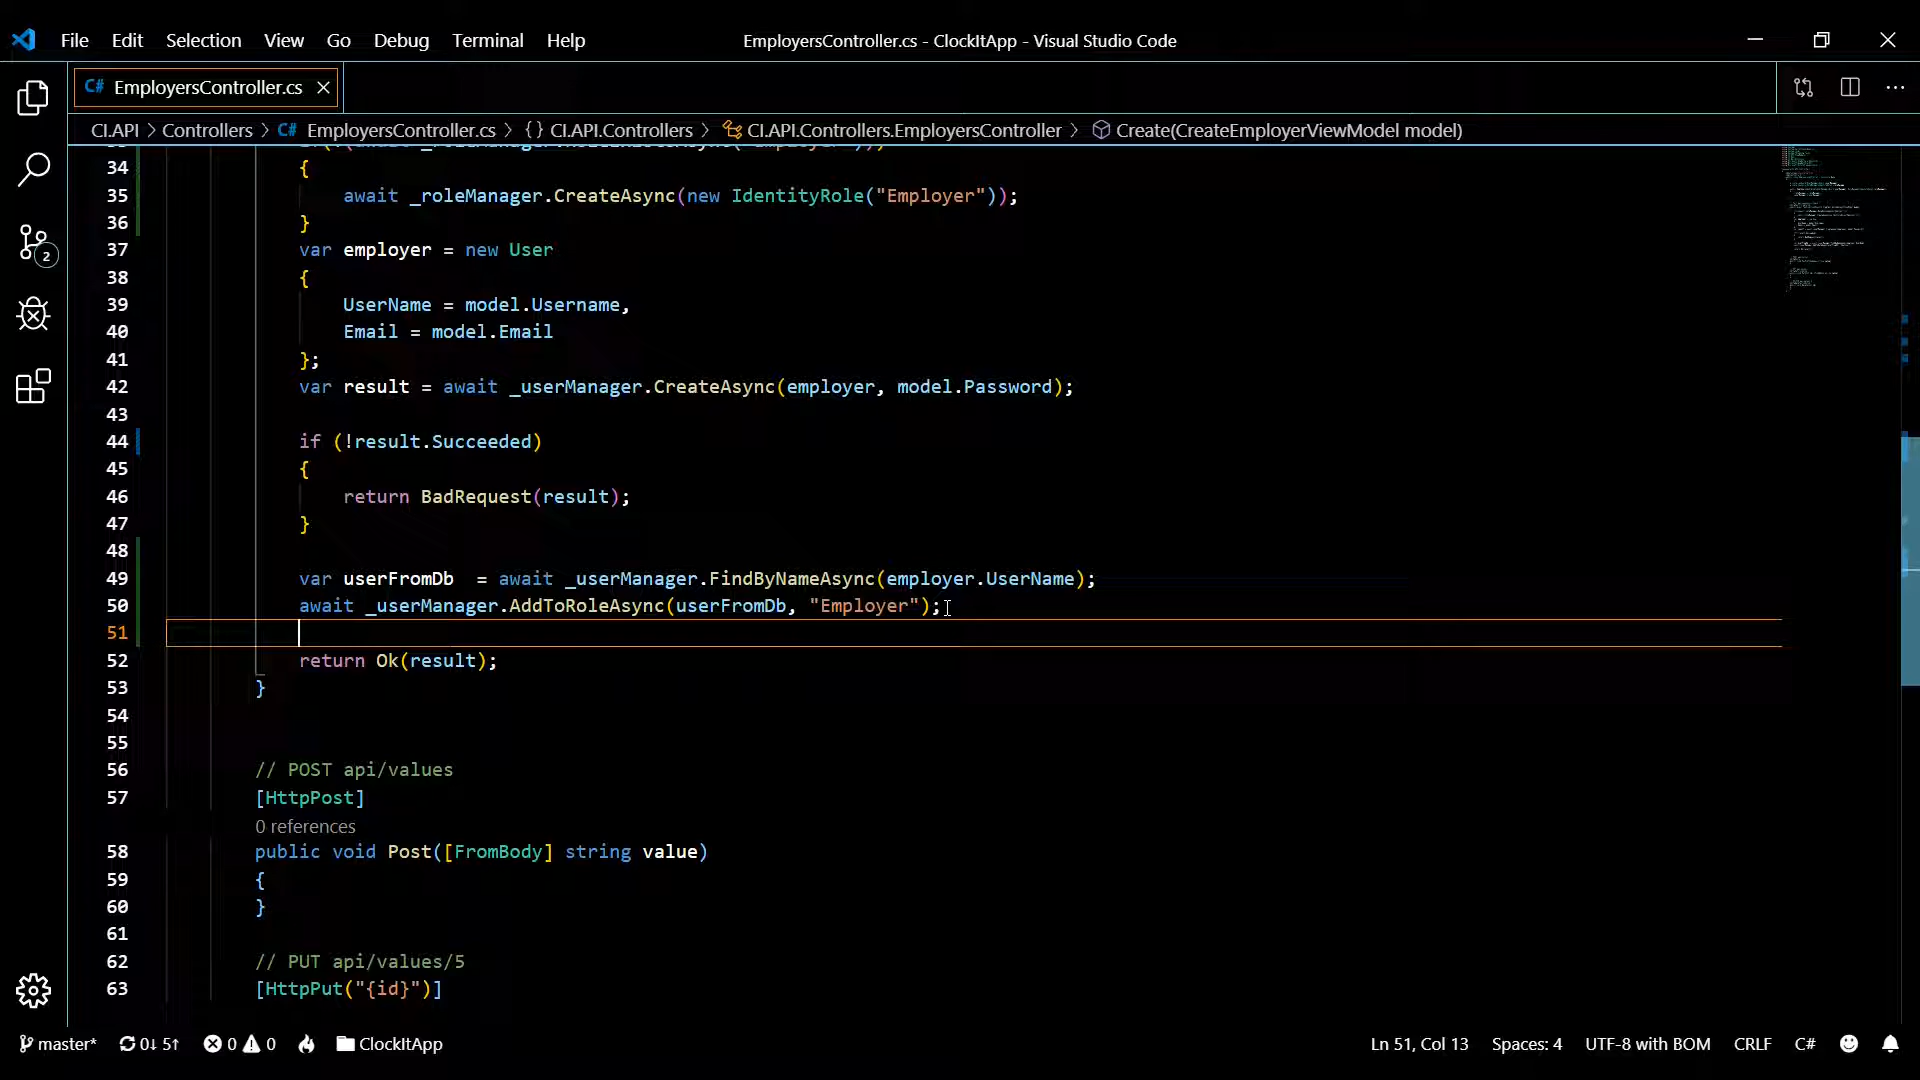 File Edit Selection View Go Debug Terminal Help
EmployersController.cs - ClockItApp - Visual Studio Code
C# EmployersController.cs
CI.API > Controllers > C# EmployersController.cs > {} CI.API.Controllers > CI.API.Controllers.EmployersController > Create(CreateEmployerViewModel model)
34 {
35 await _roleManager.CreateAsync(new IdentityRole("Employer"));
36 }
37 var employer = new User
38 {
39 UserName = model.Username,
40 Email = model.Email
41 };
42 var result = await _userManager.CreateAsync(employer, model.Password);
43
44 if (!result.Succeeded)
45 {
46 return BadRequest(result);
47 }
48
49 var userFromDb  = await _userManager.FindByNameAsync(employer.UserName);
50 await _userManager.AddToRoleAsync(userFromDb, "Employer");
51
52 return Ok(result);
53 }
54
55
56 // POST api/values
57 [HttpPost]
0 references
58 public void Post([FromBody] string value)
59 {
60 }
61
62 // PUT api/values/5
63 [HttpPut("{id}")]
2
master* 0↓ 5↑ 0 0 ClockItApp Ln 51, Col 13 Spaces: 4 UTF-8 with BOM CRLF C#